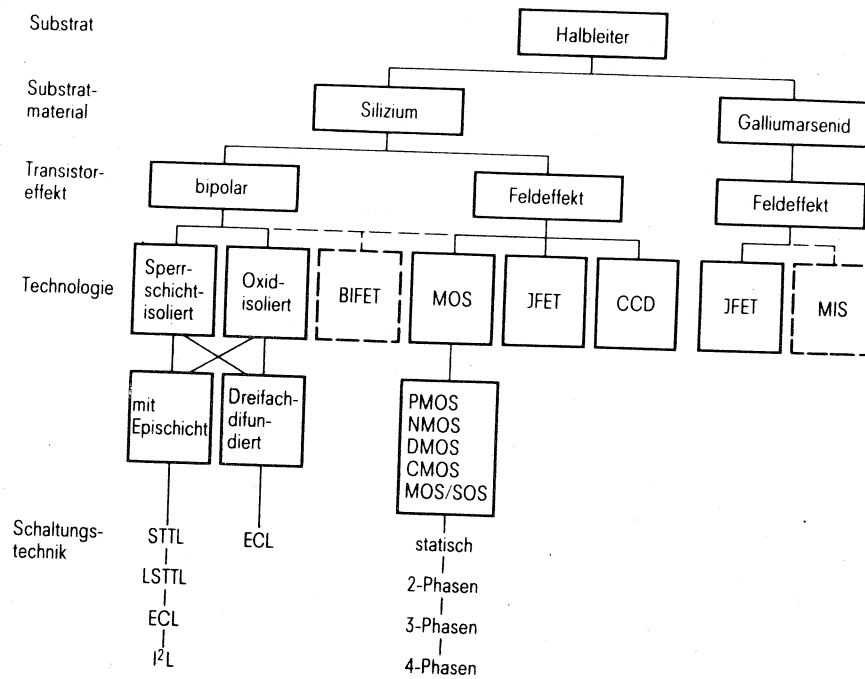 Substrat
Halbleiter
Substrat-
material
Silizium
Galliumarsenid
Transistor-
effekt
bipolar
Feldeffekt
Feldeffekt
Technologie
Sperr-
schicht-
isoliert
Oxid-
isoliert
BIFET
MOS
JFET
CCD
JFET
MIS
mit
Epischicht
Dreifach-
difun-
diert
PMOS
NMOS
DMOS
CMOS
MOS/SOS
Schaltungs-
technik
STTL
LSTTL
ECL
I²L
ECL
statisch
2-Phasen
3-Phasen
4-Phasen